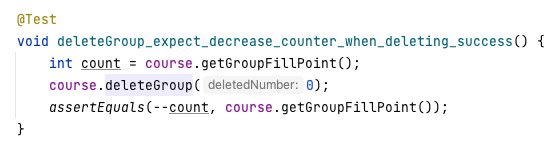 @Test
void deleteGroup_expect_decrease_counter_when_deleting_success() {
int count = course.getGroupFillPoint();
course.deleteGroup( deletedNumber: 0);
assertEquals(--count, course.getGroupFillPoint());
}